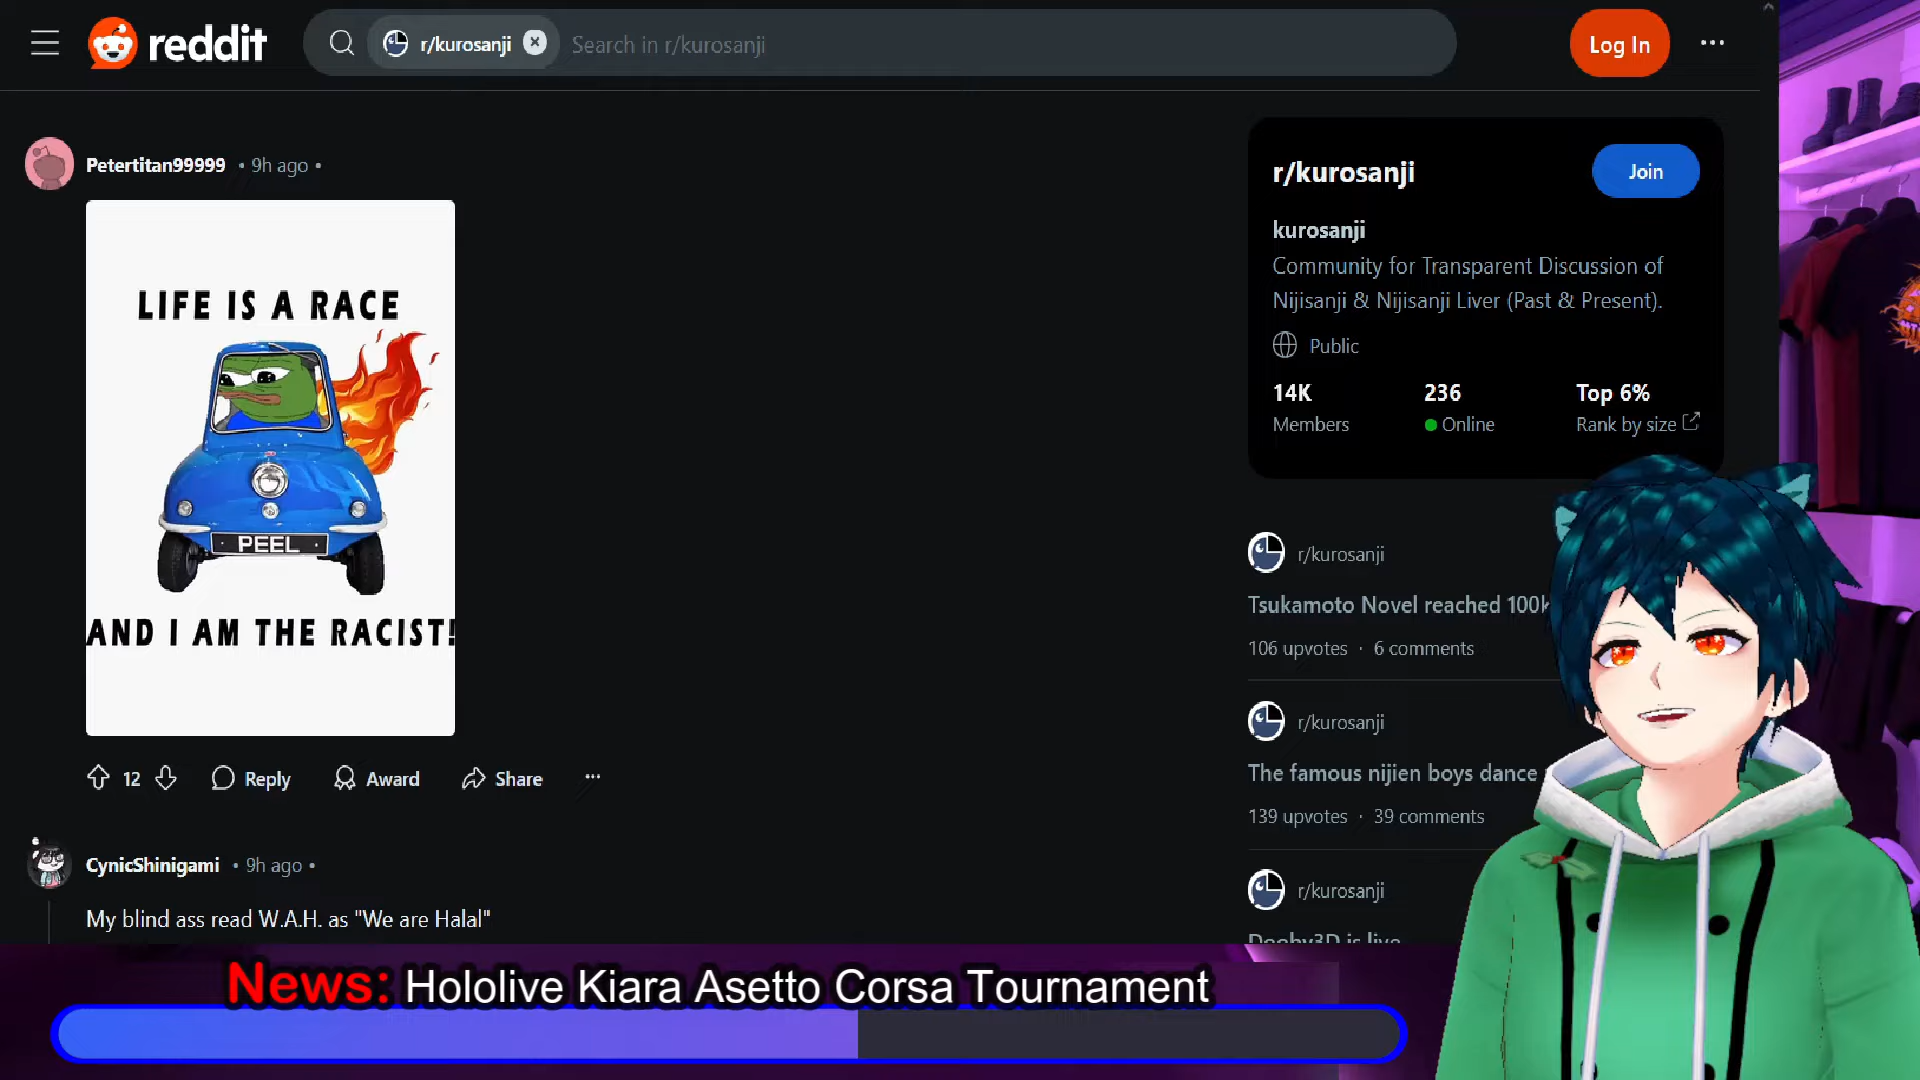 reddit
r/kurosanji
Search in r/kurosanji
Log In
Petertitan99999 • 9h ago •
LIFE IS A RACE
PEEL
AND I AM THE RACIST!
12
Reply
Award
Share
CynicShinigami • 9h ago •
My blind ass read W.A.H. as "We are Halal"
r/kurosanji
Join
kurosanji
Community for Transparent Discussion of
Nijisanji & Nijisanji Liver (Past & Present).
Public
14K 236 Top 6%
Members Online Rank by size
r/kurosanji
Tsukamoto Novel reached 100k
106 upvotes · 6 comments
r/kurosanji
The famous nijien boys dance
139 upvotes · 39 comments
r/kurosanji
Dooby3D is live
News: Hololive Kiara Asetto Corsa Tournament